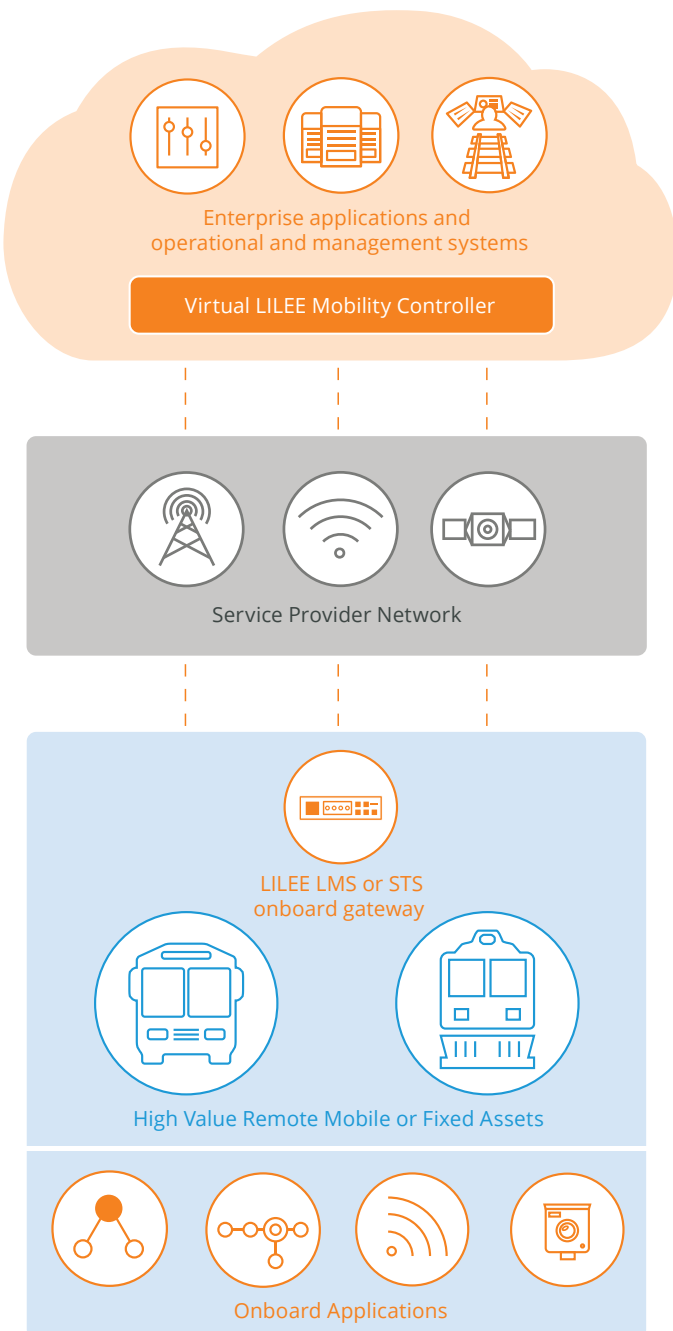 Enterprise applications and
operational and management systems
Virtual LILEE Mobility Controller
Service Provider Network
LILEE LMS or STS
onboard gateway
High Value Remote Mobile or Fixed Assets
Onboard Applications